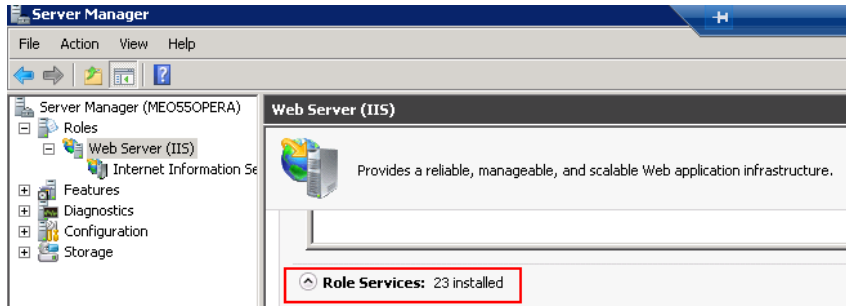 Server Manager
File Action View Help
Server Manager (MEO55OPERA)
Roles
Web Server (IIS)
Internet Information Se
Features
Diagnostics
Configuration
Storage
Web Server (IIS)
Provides a reliable, manageable, and scalable Web application infrastructure.
Role Services: 23 installed